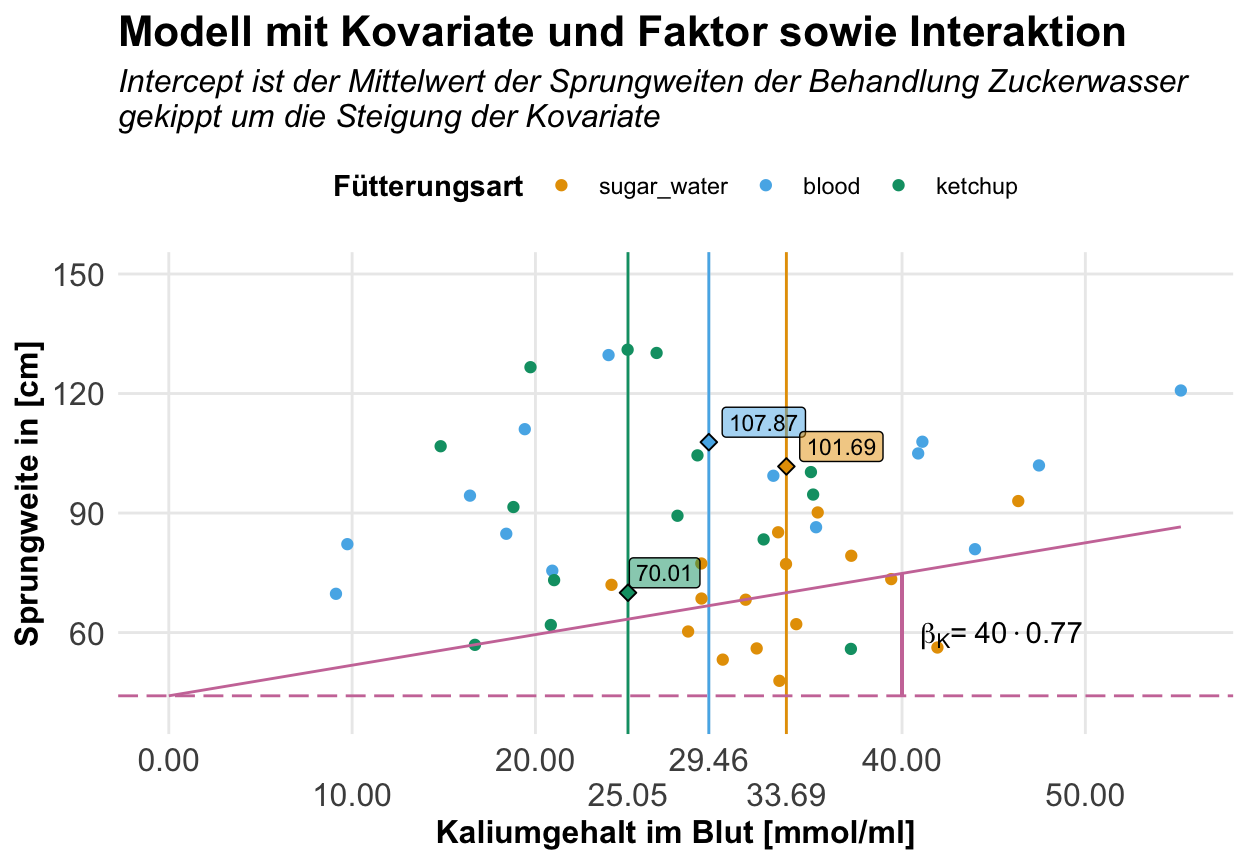 Modell mit Kovariate und Faktor sowie Interaktion
Intercept ist der Mittelwert der Sprungweiten der Behandlung Zuckerwasser
gekippt um die Steigung der Kovariate
Fütterungsart sugar_water blood ketchup
150
120
90
60
Sprungweite in [cm]
107.87
101.69
70.01
βK= 40 · 0.77
0.00 20.00 29.46 40.00
10.00 25.05 33.69 50.00
Kaliumgehalt im Blut [mmol/ml]